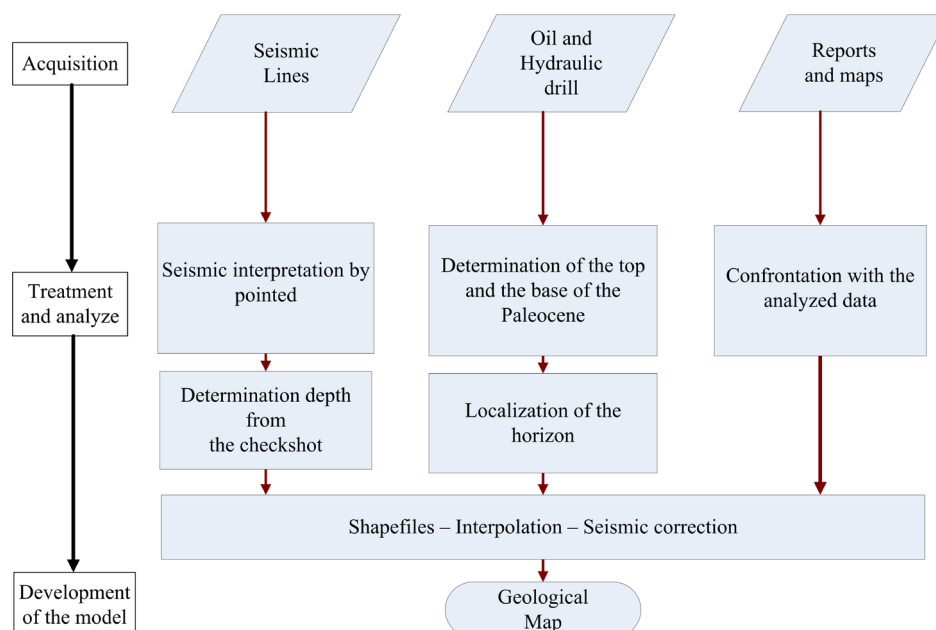 Acquisition
Seismic
Lines
Oil and
Hydraulic
drill
Reports
and maps
Treatment
and analyze
Seismic interpretation by
pointed
Determination of the top
and the base of the
Paleocene
Confrontation with the
analyzed data
Determination depth
from
the checkshot
Localization of the
horizon
Shapefiles – Interpolation – Seismic correction
Development
of the model
Geological
Map